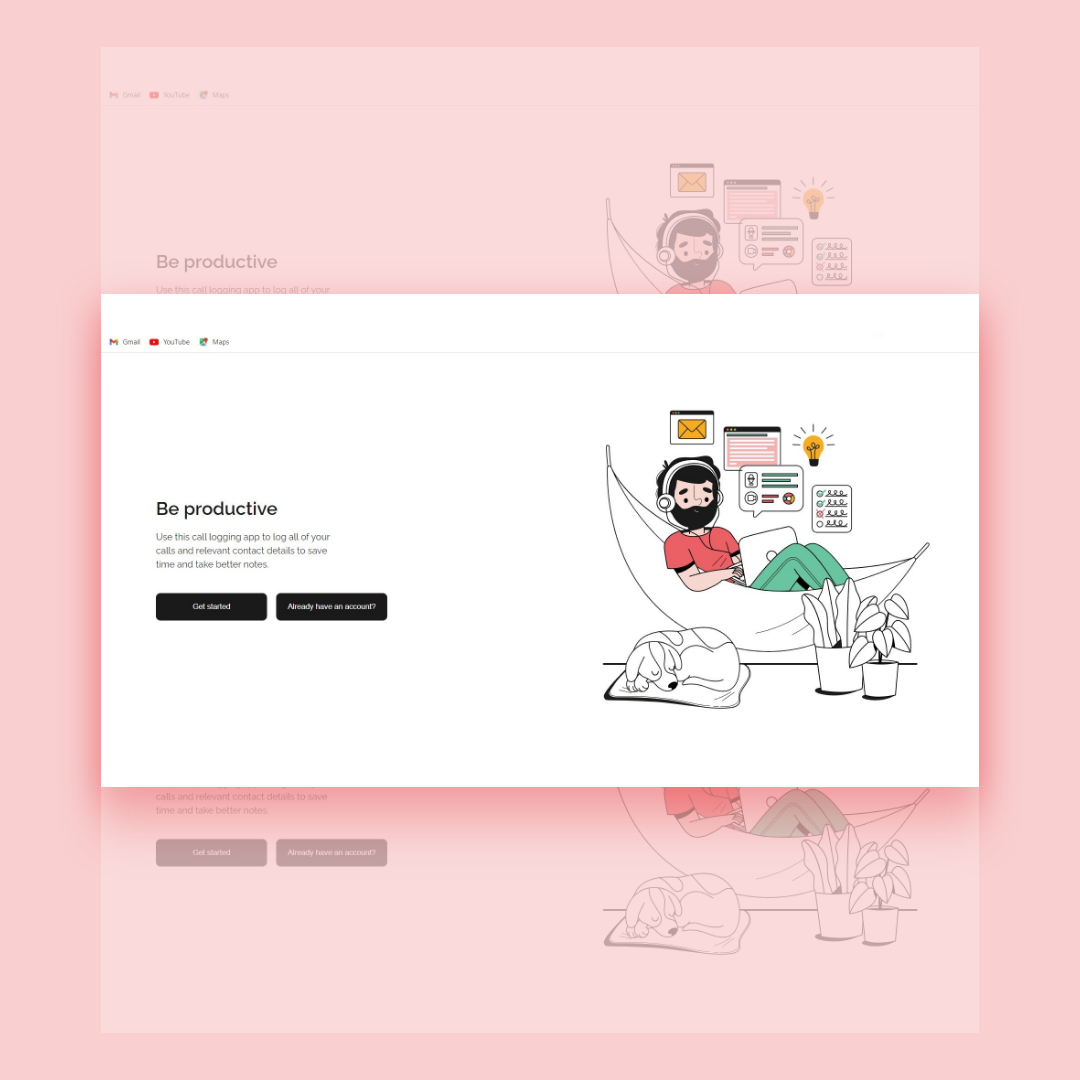 Gmail YouTube Maps
Be productive
Use this call logging app to log all of your
Gmail YouTube Maps
Be productive
Use this call logging app to log all of your
calls and relevant contact details to save
time and take better notes.
Get started Already have an account?
calls and relevant contact details to save
time and take better notes.
Get started Already have an account?